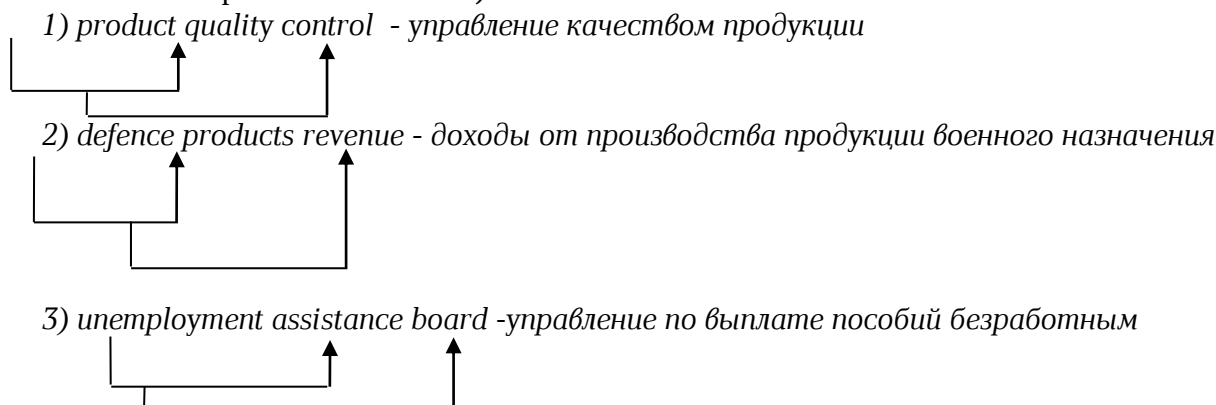 1) product quality control - управление качеством продукции
2) defence products revenue - доходы от производства продукции военного назначения
3) unemployment assistance board -управление по выплате пособий безработным